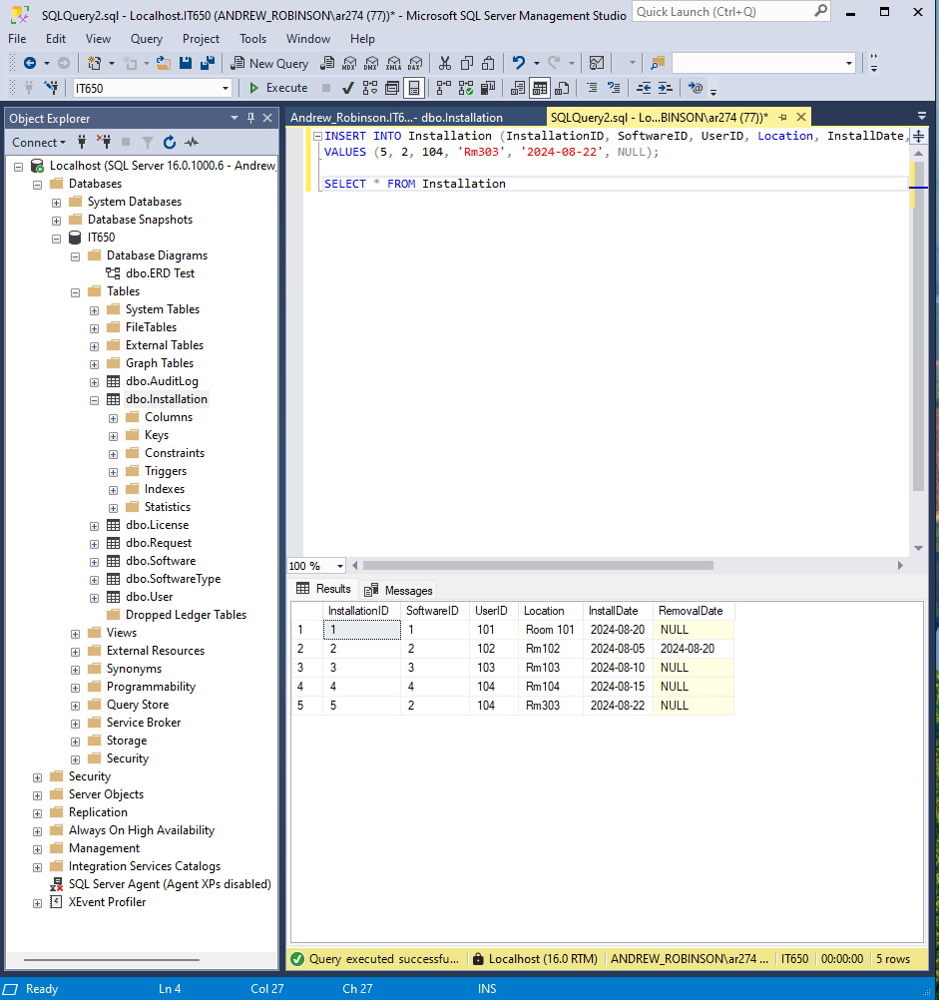 SQLQuery2.sql - Localhost.IT650 (ANDREW_ROBINSON\ar274 (77))* - Microsoft SQL Server Management Studio
Quick Launch (Ctrl+Q)
File Edit View Query Project Tools Window Help
New Query MDX DMX XMLA DAX
IT650 Execute
Object Explorer
Connect
Localhost (SQL Server 16.0.1000.6 - Andrew_
Databases
System Databases
Database Snapshots
IT650
Database Diagrams
dbo.ERD Test
Tables
System Tables
FileTables
External Tables
Graph Tables
dbo.AuditLog
dbo.Installation
Columns
Keys
Constraints
Triggers
Indexes
Statistics
dbo.License
dbo.Request
dbo.Software
dbo.SoftwareType
dbo.User
Dropped Ledger Tables
Views
External Resources
Synonyms
Programmability
Query Store
Service Broker
Storage
Security
Security
Server Objects
Replication
Always On High Availability
Management
Integration Services Catalogs
SQL Server Agent (Agent XPs disabled)
XEvent Profiler
Andrew_Robinson.IT6...- dbo.Installation
SQLQuery2.sql - Lo...BINSON\ar274 (77))*
INSERT INTO Installation (InstallationID, SoftwareID, UserID, Location, InstallDate,
VALUES (5, 2, 104, 'Rm303', '2024-08-22', NULL);
SELECT * FROM Installation
100 %
Results Messages
InstallationID SoftwareID UserID Location InstallDate RemovalDate
1 1 1 101 Room 101 2024-08-20 NULL
2 2 2 102 Rm102 2024-08-05 2024-08-20
3 3 3 103 Rm103 2024-08-10 NULL
4 4 4 104 Rm104 2024-08-15 NULL
5 5 2 104 Rm303 2024-08-22 NULL
Query executed successfu... Localhost (16.0 RTM) ANDREW_ROBINSON\ar274 ... IT650 00:00:00 5 rows
Ready Ln 4 Col 27 Ch 27 INS